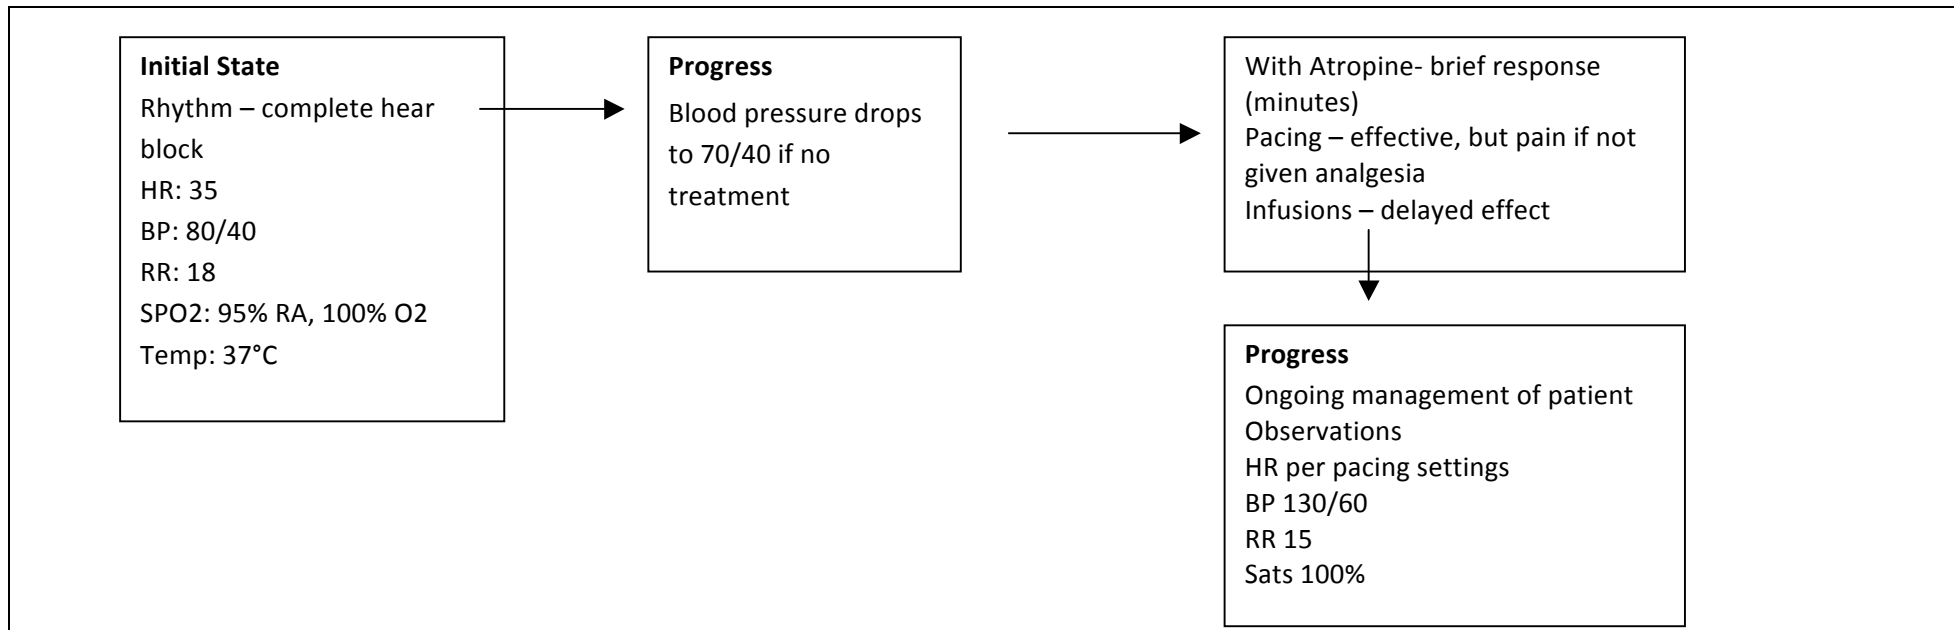 Initial State
Rhythm – complete hear
block
HR: 35
BP: 80/40
RR: 18
SPO2: 95% RA, 100% O2
Temp: 37°C
Progress
Blood pressure drops
to 70/40 if no
treatment
With Atropine- brief response
(minutes)
Pacing – effective, but pain if not
given analgesia
Infusions – delayed effect
Progress
Ongoing management of patient
Observations
HR per pacing settings
BP 130/60
RR 15
Sats 100%